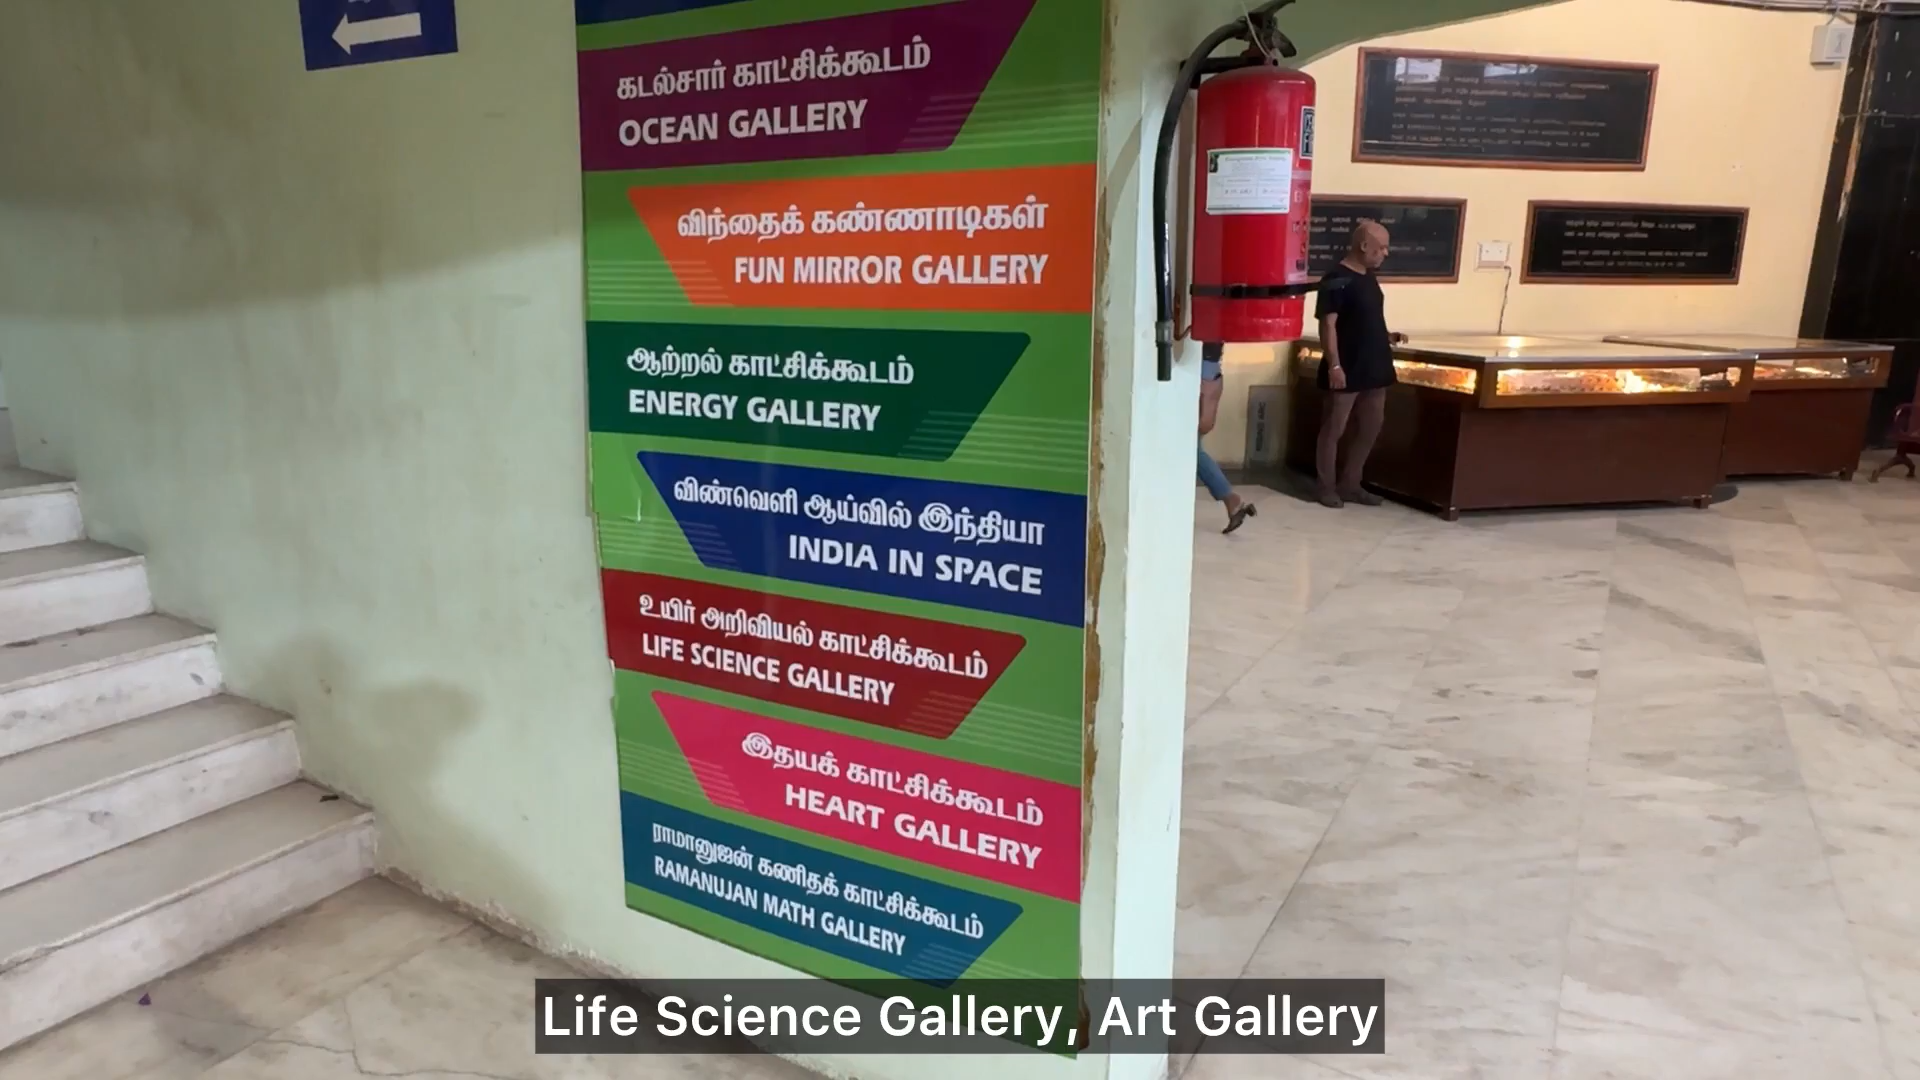 கடல்சார் காட்சிக்கூடம்
OCEAN GALLERY
விந்தைக் கண்ணாடிகள்
FUN MIRROR GALLERY
ஆற்றல் காட்சிக்கூடம்
ENERGY GALLERY
விண்வெளி ஆய்வில் இந்தியா
INDIA IN SPACE
உயிர் அறிவியல் காட்சிக்கூடம்
LIFE SCIENCE GALLERY
இதயக் காட்சிக்கூடம்
HEART GALLERY
ராமானுஜன் கணிதக் காட்சிக்கூடம்
RAMANUJAN MATH GALLERY
Life Science Gallery, Art Gallery